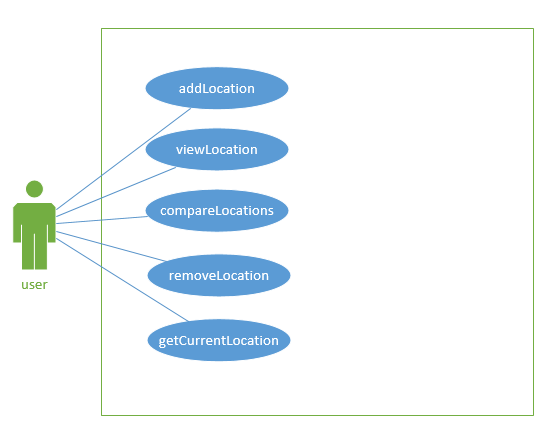 addLocation
viewLocation
compareLocations
removeLocation
user
getCurrentLocation